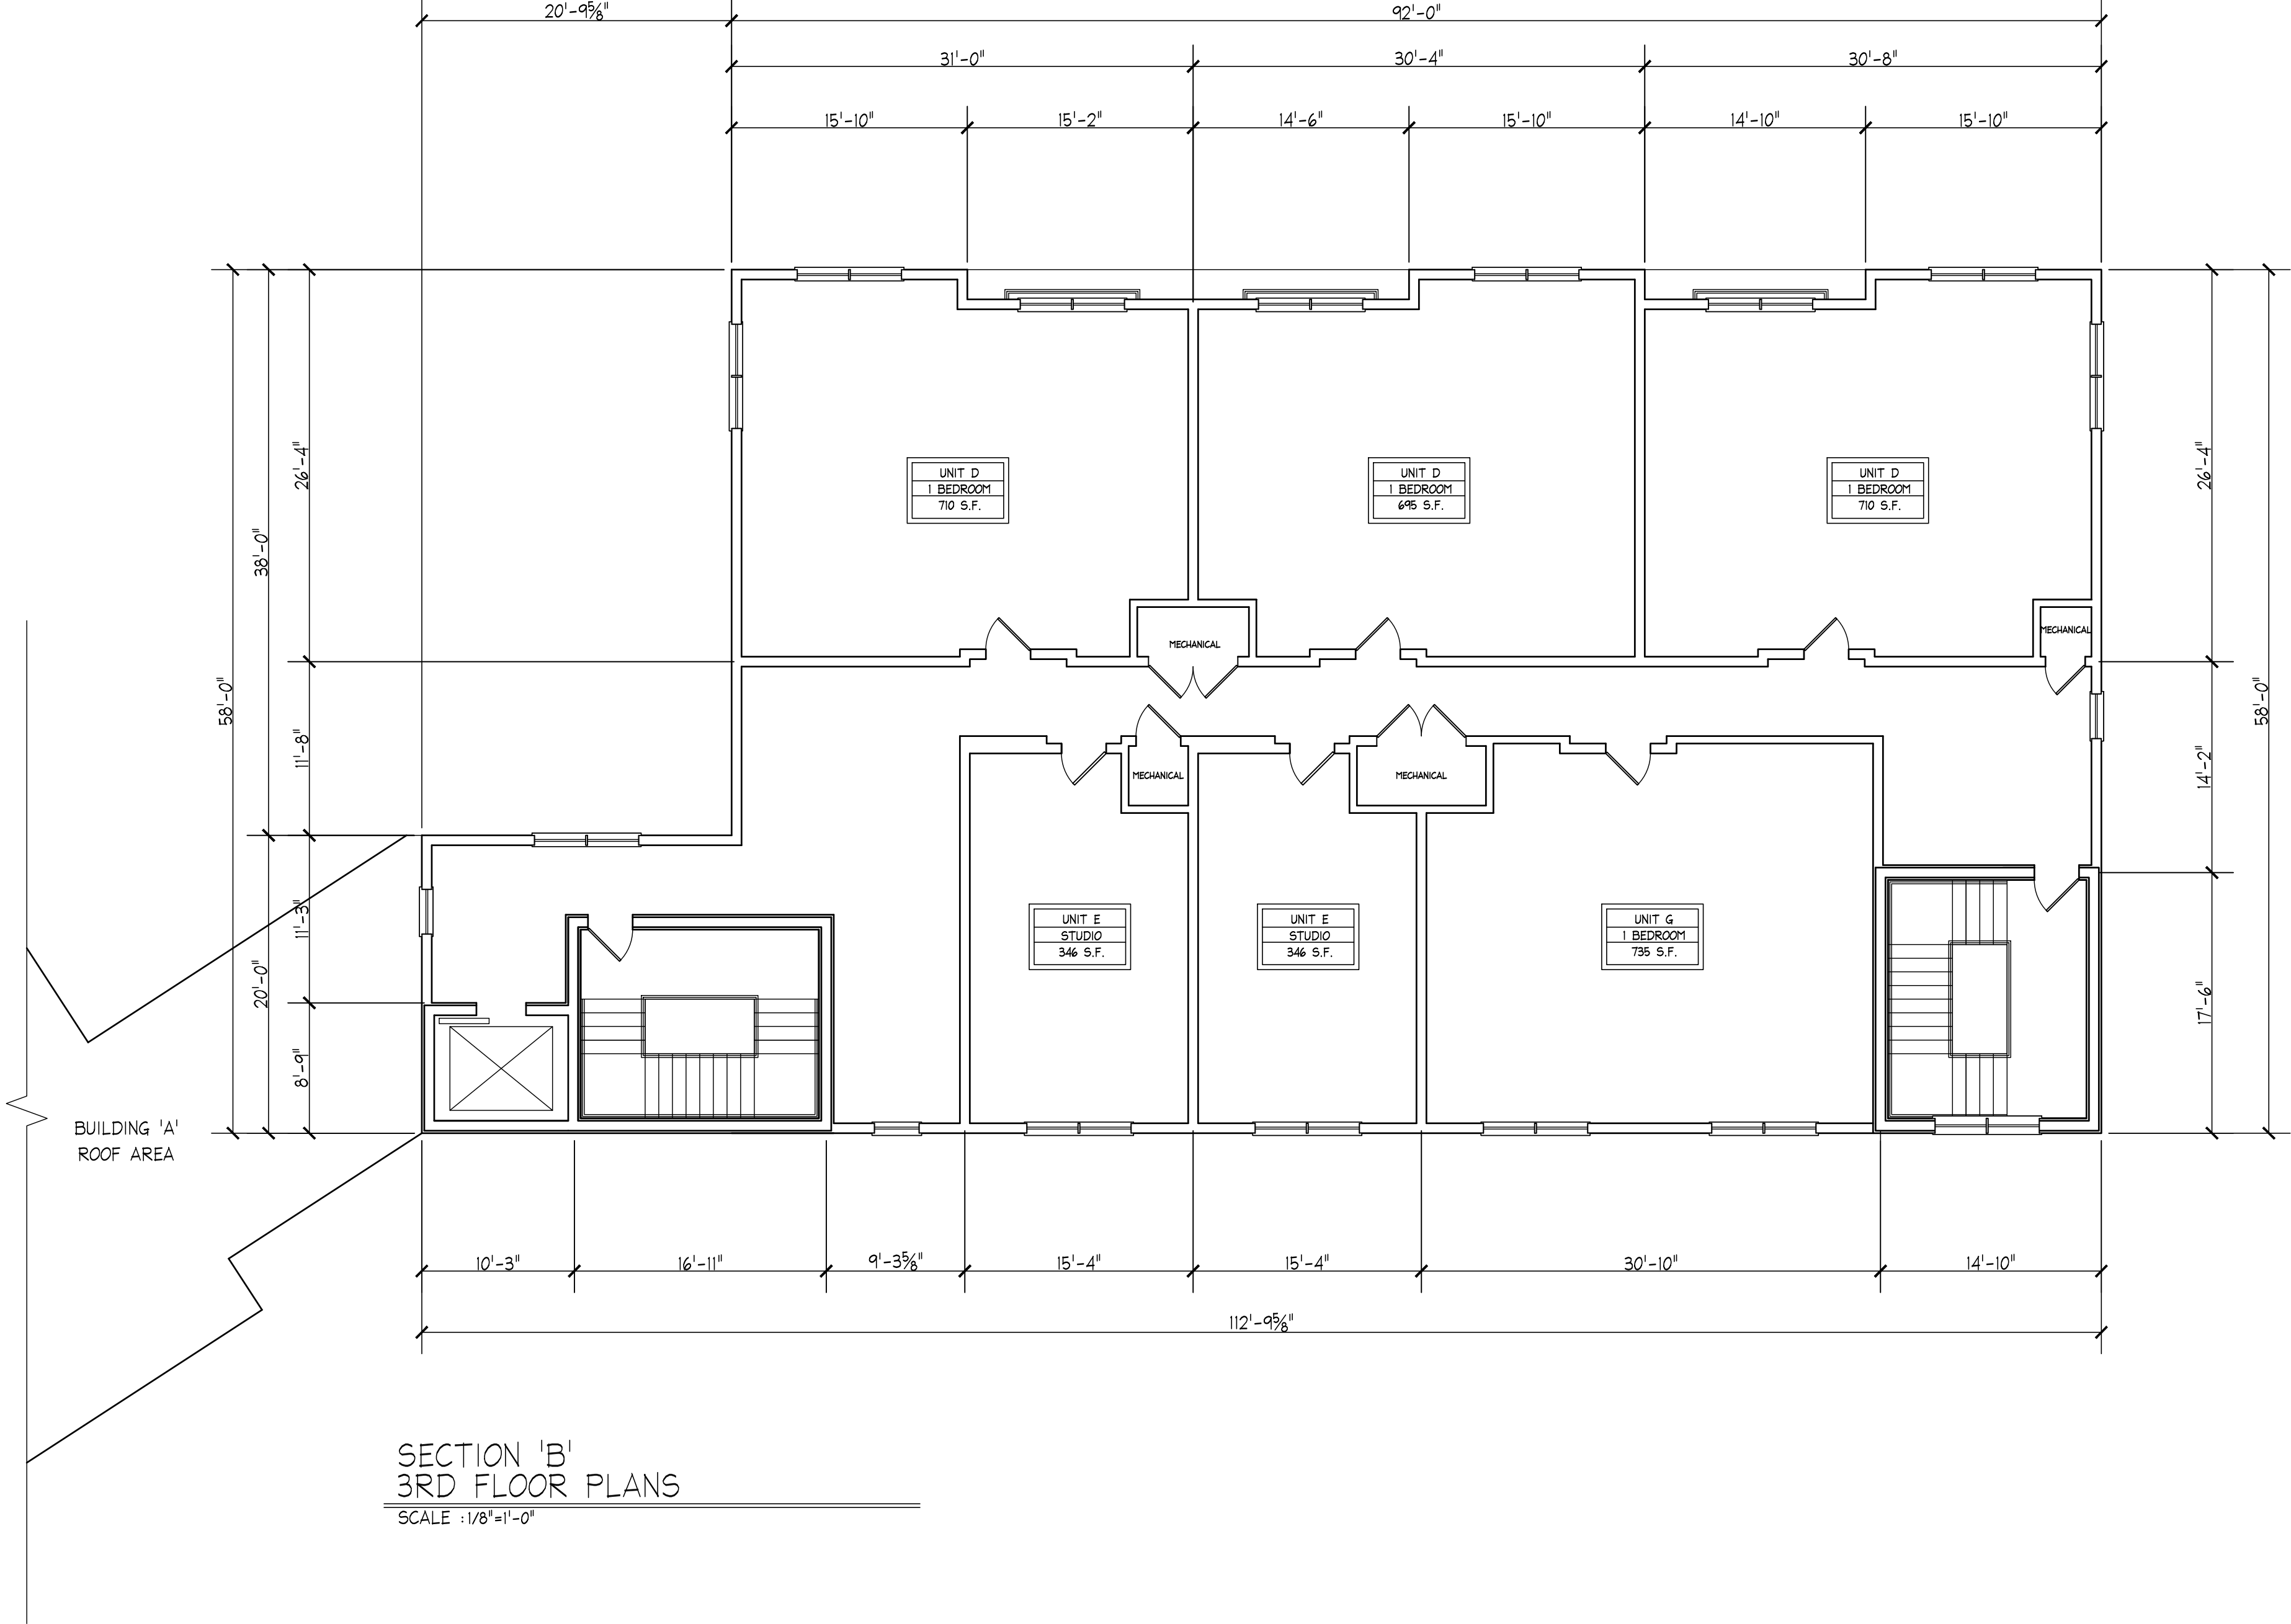 20'-9⅝"
92'-0"
31'-0"
30'-4"
30'-8"
15'-10"
15'-2"
14'-6"
15'-10"
14'-10"
15'-10"
58'-0"
38'-0"
26'-4"
11'-8"
11'-3"
20'-0"
8'-9"
26'-4"
14'-2"
17'-6"
58'-0"
UNIT D
1 BEDROOM
710 S.F.
UNIT D
1 BEDROOM
695 S.F.
UNIT D
1 BEDROOM
710 S.F.
MECHANICAL
MECHANICAL
MECHANICAL
MECHANICAL
UNIT E
STUDIO
346 S.F.
UNIT E
STUDIO
346 S.F.
UNIT G
1 BEDROOM
735 S.F.
BUILDING 'A'
ROOF AREA
10'-3"
16'-11"
9'-3⅝"
15'-4"
15'-4"
30'-10"
14'-10"
112'-9⅝"
SECTION 'B'
3RD FLOOR PLANS
SCALE :1/8"=1'-0"